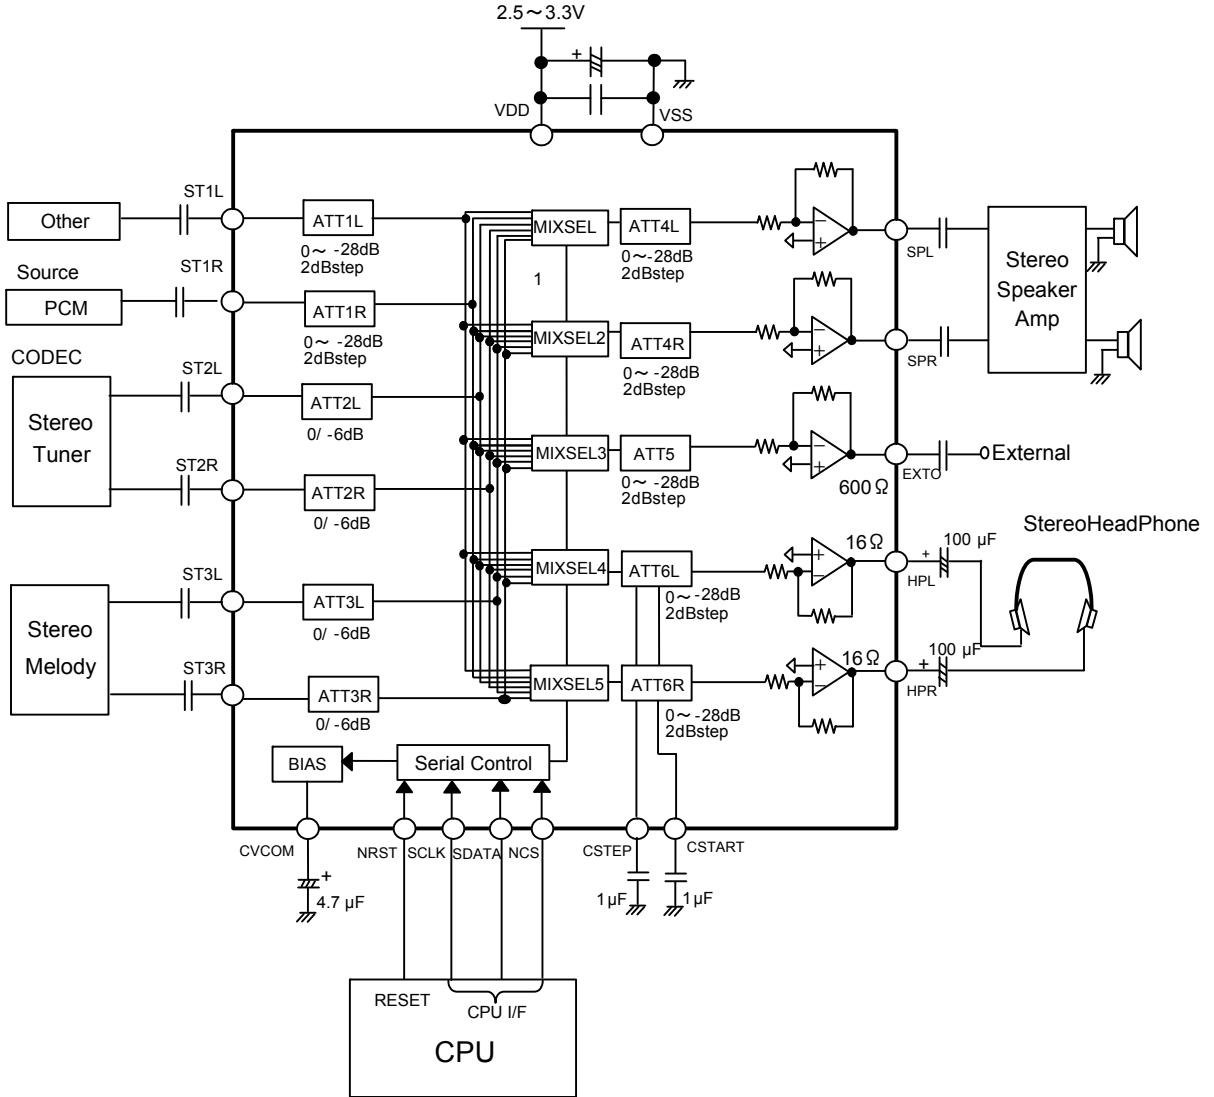 2.5～3.3V
+
VDD
VSS
ST1L
Other
ATT1L
0～ -28dB
2dBstep
MIXSEL
1
ATT4L
0～-28dB
2dBstep
−
+
SPL
Stereo
Speaker
Amp
Source
ST1R
PCM
ATT1R
0～ -28dB
2dBstep
MIXSEL2
ATT4R
0～-28dB
2dBstep
−
+
SPR
CODEC
ST2L
Stereo
Tuner
ATT2L
0/ -6dB
ST2R
ATT2R
0/ -6dB
MIXSEL3
ATT5
0～-28dB
2dBstep
−
+
600Ω
EXTO
External
StereoHeadPhone
MIXSEL4
ATT6L
0～-28dB
2dBstep
+
−
16Ω
HPL
+
100 µF
ST3L
Stereo
Melody
ATT3L
0/ -6dB
ST3R
ATT3R
0/ -6dB
MIXSEL5
ATT6R
0～-28dB
2dBstep
+
−
16Ω
HPR
+
100 µF
BIAS
Serial Control
CVCOM
NRST
SCLK
SDATA
NCS
CSTEP
CSTART
+
4.7 µF
1µF
1µF
RESET
CPU I/F
CPU